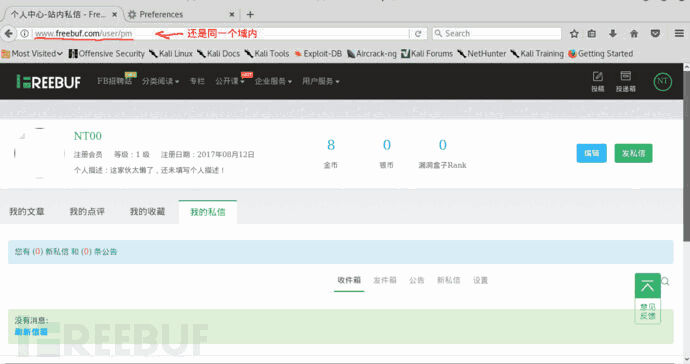 个人中心-站内私信 - Fre...
Preferences
www.freebuf.com/user/pm
还是同一个域内
Search
Most Visited
Offensive Security
Kali Linux
Kali Docs
Kali Tools
Exploit-DB
Aircrack-ng
Kali Forums
NetHunter
Kali Training
Getting Started
FREEBUF
FB招聘站
分类阅读
专栏
公开课
HOT
企业服务
用户服务
投稿
投递箱
NT
NT00
注册会员 等级：1 级 注册日期：2017年08月12日
个人描述：这家伙太懒了，还未填写个人描述！
8
金币
0
银币
0
漏洞盒子Rank
编辑
发私信
我的文章
我的点评
我的收藏
我的私信
您有 (0) 新私信 和 (0) 条公告
收件箱
发件箱
公告
新私信
设置
意见
反馈
没有消息:
刷新信箱
FREEBUF